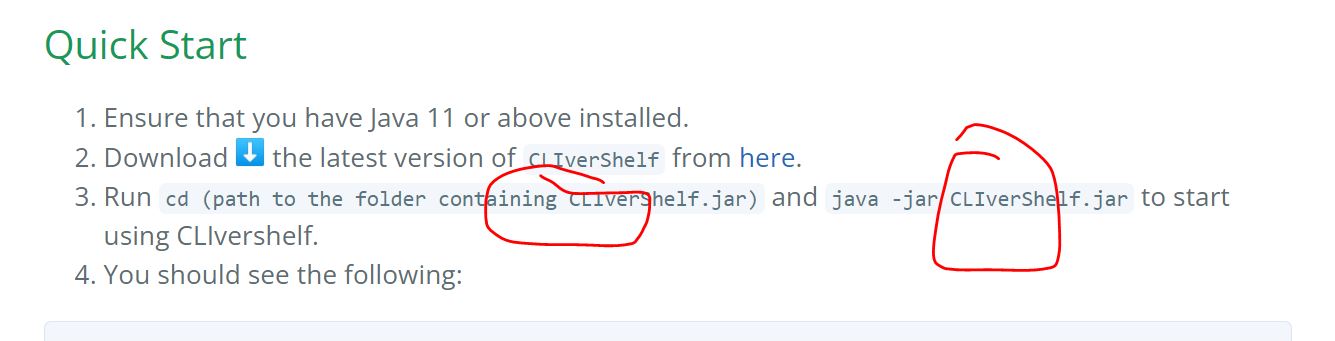 Quick Start
1. Ensure that you have Java 11 or above installed.
2. Download ⬇️ the latest version of CLIverShelf from here.
3. Run cd (path to the folder containing CLIverShelf.jar) and java -jar CLIverShelf.jar to start
using CLIvershelf.
4. You should see the following: